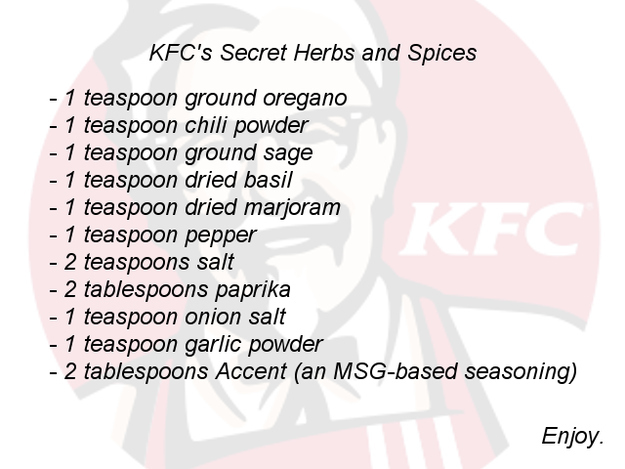 KFC's Secret Herbs and Spices
- 1 teaspoon ground oregano
- 1 teaspoon chili powder
- 1 teaspoon ground sage
- 1 teaspoon dried basil
- 1 teaspoon dried marjoram
- 1 teaspoon pepper
KFC
- 2 teaspoons salt
- 2 tablespoons paprika
- 1 teaspoon onion salt
- 1 teaspoon garlic powder
- 2 tablespoons Accent (an MSG-based seasoning)
Enjoy.